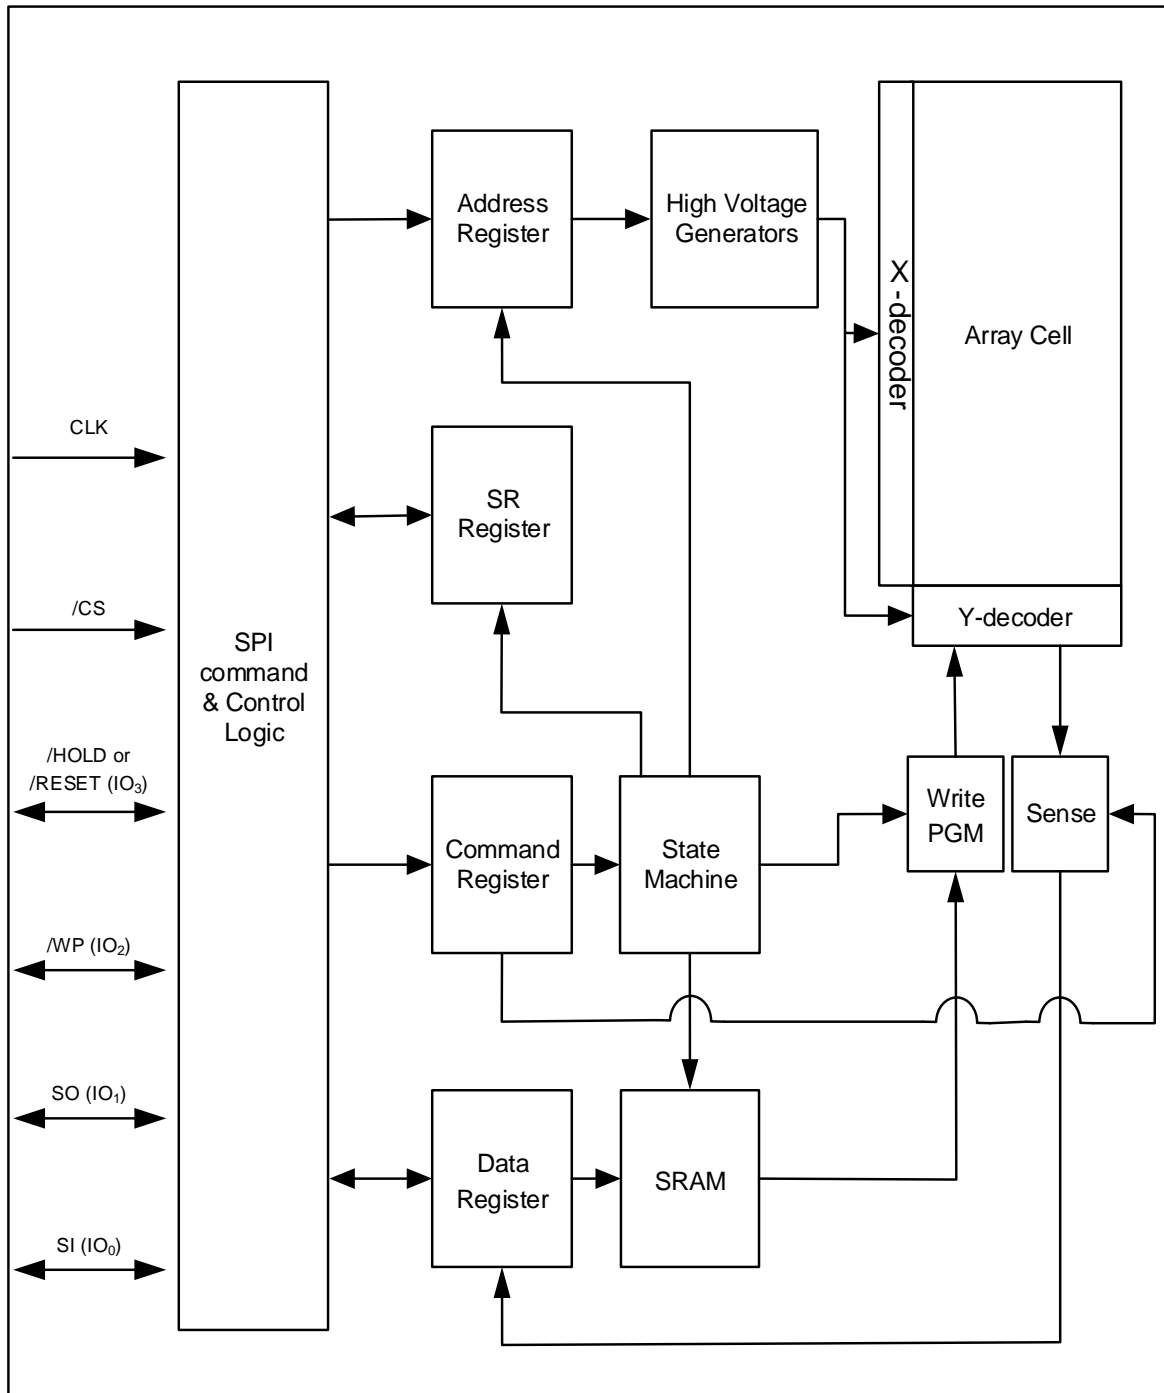 CLK
/CS
/HOLD or
/RESET (IO₃)
/WP (IO₂)
SO (IO₁)
SI (IO₀)
SPI
command
& Control
Logic
Address
Register
High Voltage
Generators
X-decoder
Array Cell
SR
Register
Y-decoder
Command
Register
State
Machine
Write
PGM
Sense
Data
Register
SRAM